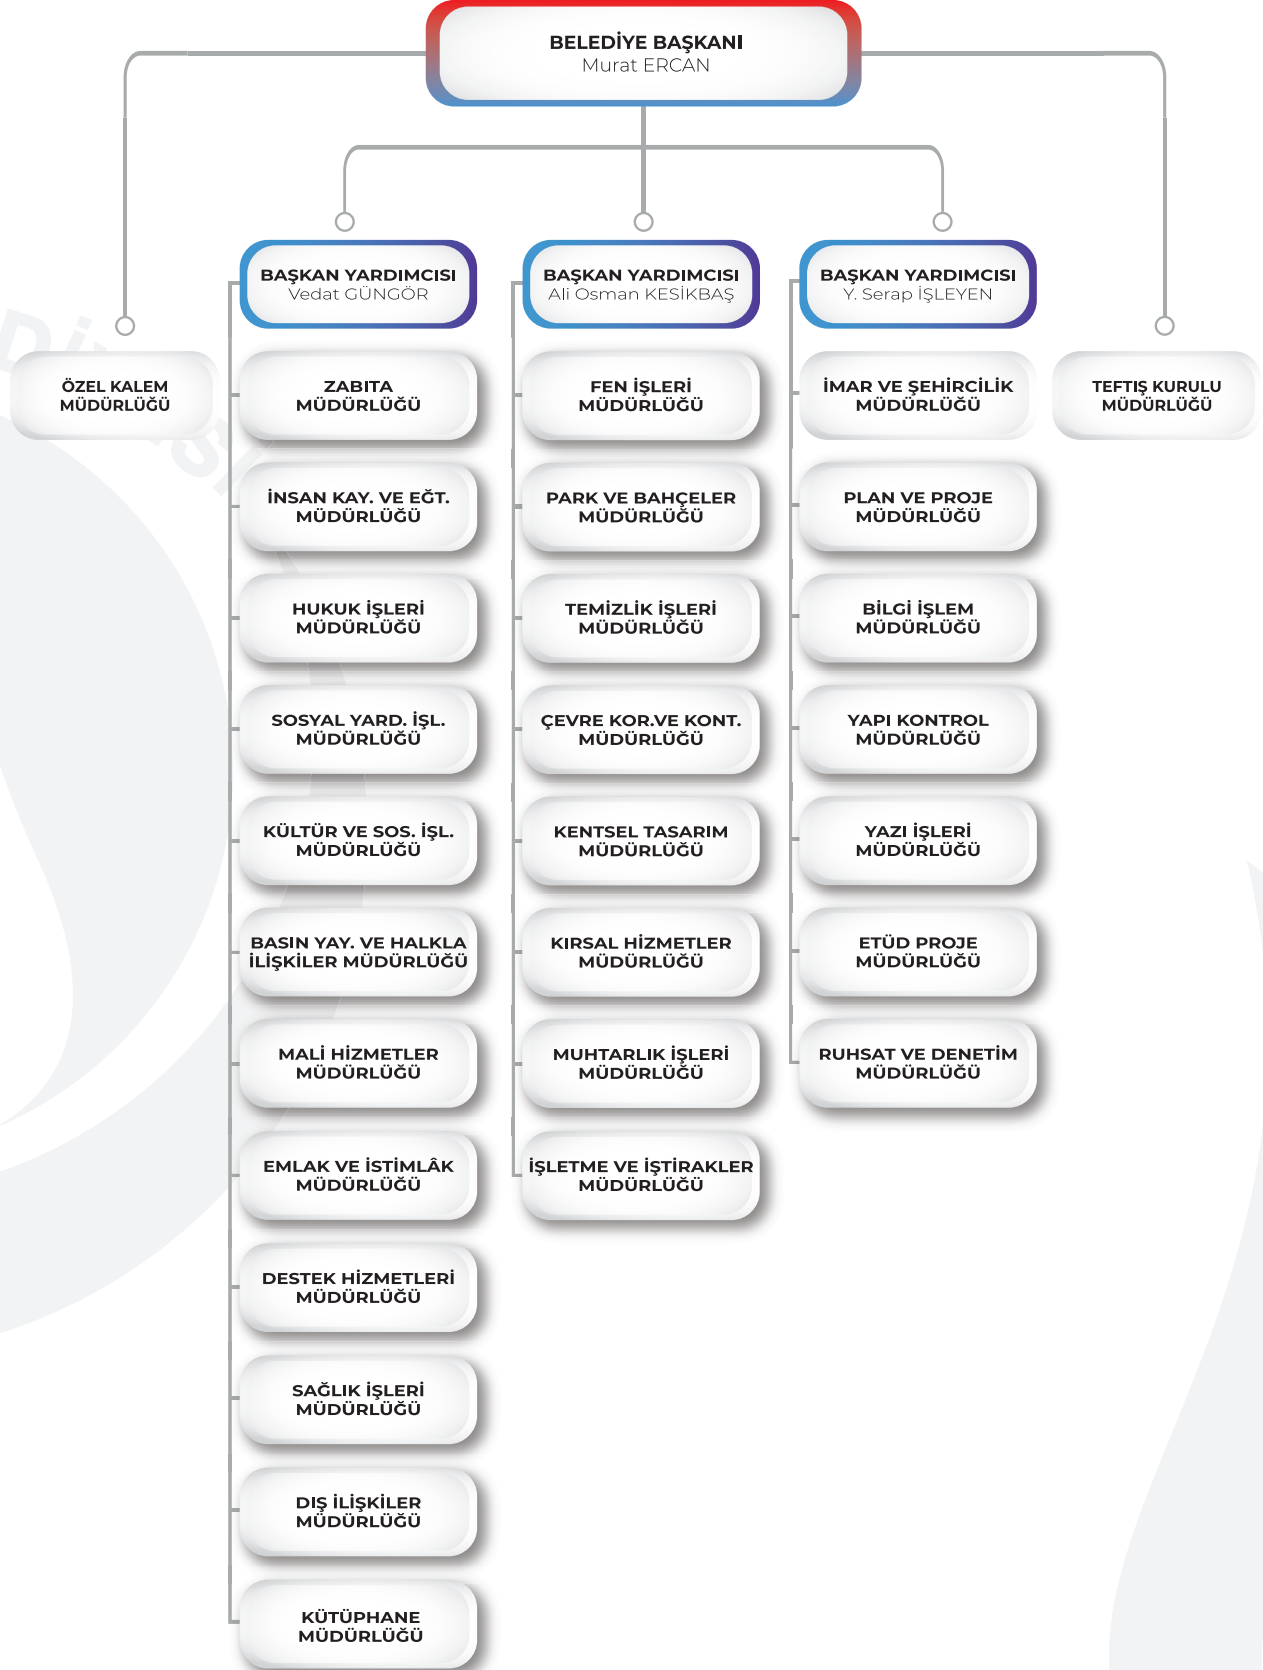 BELEDİYE BAŞKANI
Murat ERCAN
BAŞKAN YARDIMCISI
Vedat GÜNGÖR
BAŞKAN YARDIMCISI
Ali Osman KESİKBAŞ
BAŞKAN YARDIMCISI
Y. Serap İŞLEYEN
ÖZEL KALEM
MÜDÜRLÜĞÜ
TEFTİŞ KURULU
MÜDÜRLÜĞÜ
ZABITA
MÜDÜRLÜĞÜ
İNSAN KAY. VE EĞT.
MÜDÜRLÜĞÜ
HUKUK İŞLERİ
MÜDÜRLÜĞÜ
SOSYAL YARD. İŞL.
MÜDÜRLÜĞÜ
KÜLTÜR VE SOS. İŞL.
MÜDÜRLÜĞÜ
BASIN YAY. VE HALKLA
İLİŞKİLER MÜDÜRLÜĞÜ
MALİ HİZMETLER
MÜDÜRLÜĞÜ
EMLAK VE İSTİMLÂK
MÜDÜRLÜĞÜ
DESTEK HİZMETLERİ
MÜDÜRLÜĞÜ
SAĞLIK İŞLERİ
MÜDÜRLÜĞÜ
DIŞ İLİŞKİLER
MÜDÜRLÜĞÜ
KÜTÜPHANE
MÜDÜRLÜĞÜ
FEN İŞLERİ
MÜDÜRLÜĞÜ
PARK VE BAHÇELER
MÜDÜRLÜĞÜ
TEMİZLİK İŞLERİ
MÜDÜRLÜĞÜ
ÇEVRE KOR.VE KONT.
MÜDÜRLÜĞÜ
KENTSEL TASARIM
MÜDÜRLÜĞÜ
KIRSAL HİZMETLER
MÜDÜRLÜĞÜ
MUHTARLIK İŞLERİ
MÜDÜRLÜĞÜ
İŞLETME VE İŞTİRAKLER
MÜDÜRLÜĞÜ
İMAR VE ŞEHİRCİLİK
MÜDÜRLÜĞÜ
PLAN VE PROJE
MÜDÜRLÜĞÜ
BİLGİ İŞLEM
MÜDÜRLÜĞÜ
YAPI KONTROL
MÜDÜRLÜĞÜ
YAZI İŞLERİ
MÜDÜRLÜĞÜ
ETÜD PROJE
MÜDÜRLÜĞÜ
RUHSAT VE DENETİM
MÜDÜRLÜĞÜ